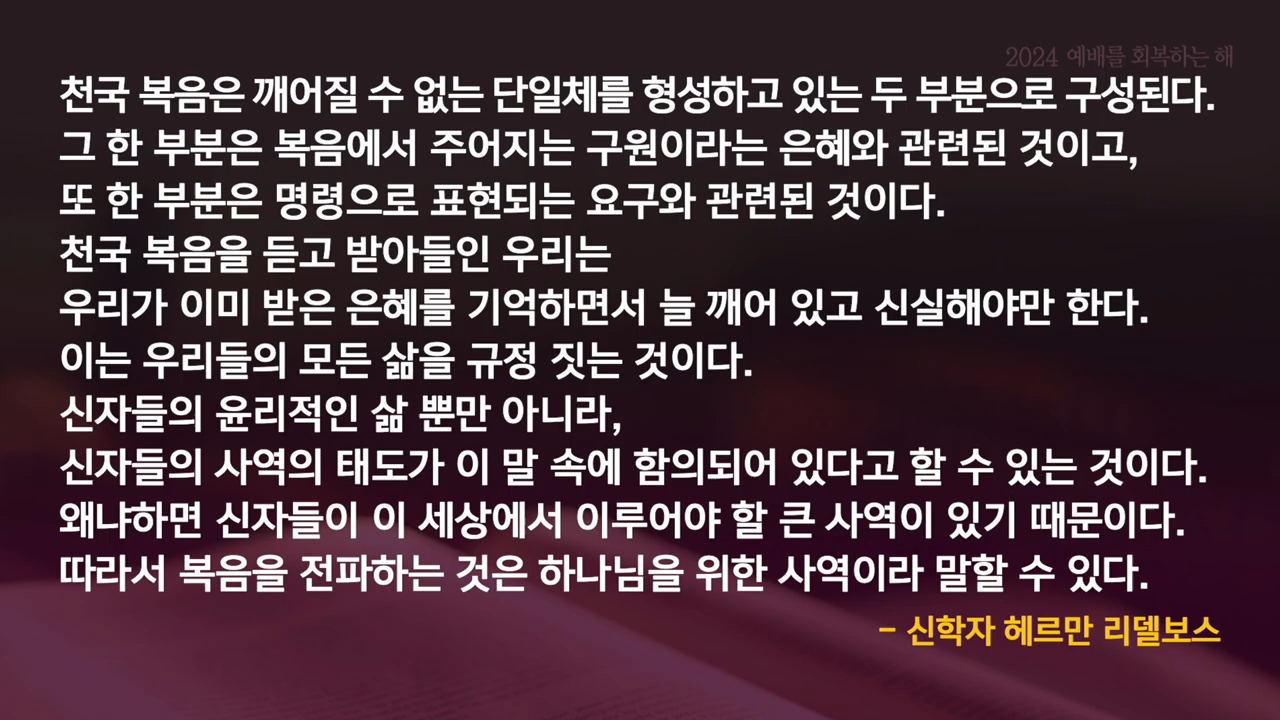 2024 예배를 회복하는 해
천국 복음은 깨어질 수 없는 단일체를 형성하고 있는 두 부분으로 구성된다.
그 한 부분은 복음에서 주어지는 구원이라는 은혜와 관련된 것이고,
또 한 부분은 명령으로 표현되는 요구와 관련된 것이다.
천국 복음을 듣고 받아들인 우리는
우리가 이미 받은 은혜를 기억하면서 늘 깨어 있고 신실해야만 한다.
이는 우리들의 모든 삶을 규정 짓는 것이다.
신자들의 윤리적인 삶 뿐만 아니라,
신자들의 사역의 태도가 이 말 속에 함의되어 있다고 할 수 있는 것이다.
왜냐하면 신자들이 이 세상에서 이루어야 할 큰 사역이 있기 때문이다.
따라서 복음을 전파하는 것은 하나님을 위한 사역이라 말할 수 있다.
– 신학자 헤르만 리델보스